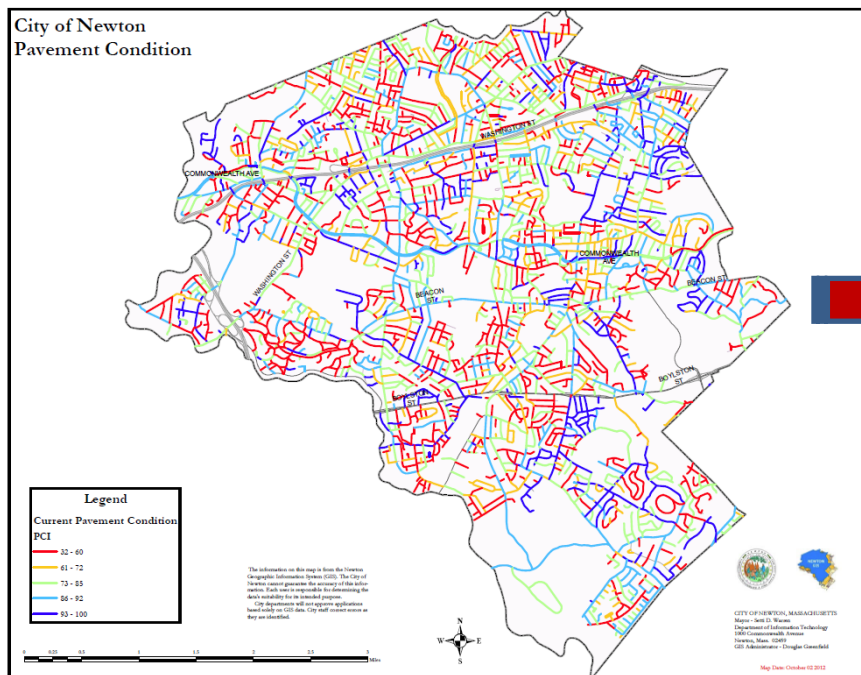 City of Newton
Pavement Condition
WASHINGTON ST
COMMONWEALTH AVE
WASHINGTON ST
COMMONWEALTH
AVE
BEACON
ST
BEACON ST
BOYLSTON
ST
BOYLSTON
ST
Legend
Current Pavement Condition
PCI
32 - 60
61 - 72
73 - 85
86 - 92
93 - 100
The information on this map is from the Newton
Geographic Information System (GIS). The City of
Newton cannot guarantee the accuracy of this infor-
mation. Each user is responsible for determining the
data's suitability for its intended purpose.
City departments will not approve applications
based solely on GIS data. City staff correct errors as
they are identified.
N
W E
S
0 0.25 0.5 1 1.5 2 2.5 3
Miles
CITY OF NEWTON, MASSACHUSETTS
Mayor - Setti D. Warren
Department of Information Technology
1000 Commonwealth Avenue
Newton, Mass. 02459
GIS Administrator - Douglas Greenfield
Map Date: October 02 2012